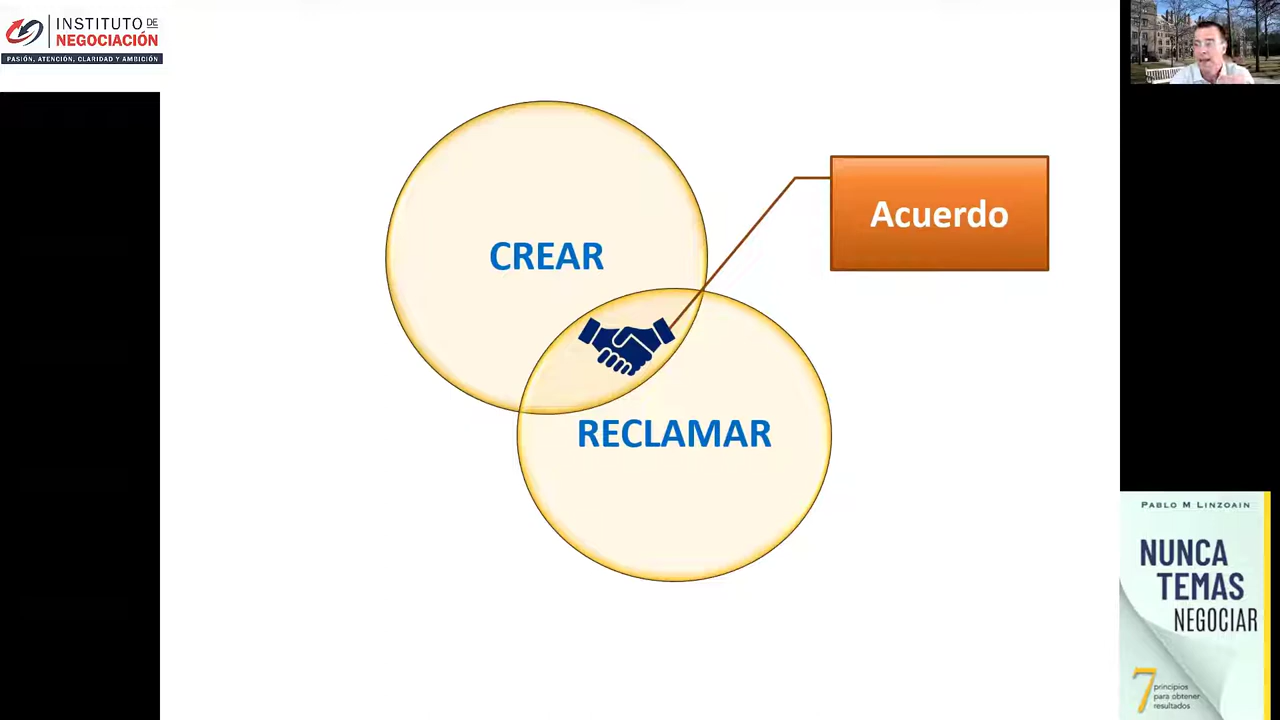 INSTITUTO DE
NEGOCIACIÓN
PASIÓN, ATENCIÓN, CLARIDAD Y AMBICIÓN
CREAR
Acuerdo
RECLAMAR
PABLO M LINZOAIN
NUNCA
TEMAS
NEGOCIAR
7 principios
para obtener
resultados